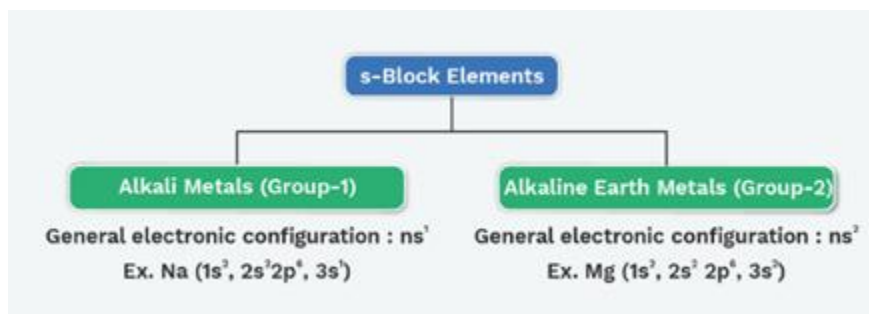 s-Block Elements
Alkali Metals (Group-1)
Alkaline Earth Metals (Group-2)
General electronic configuration : ns¹
General electronic configuration : ns²
Ex. Na (1s², 2s²2p⁶, 3s¹)
Ex. Mg (1s², 2s² 2p⁶, 3s²)